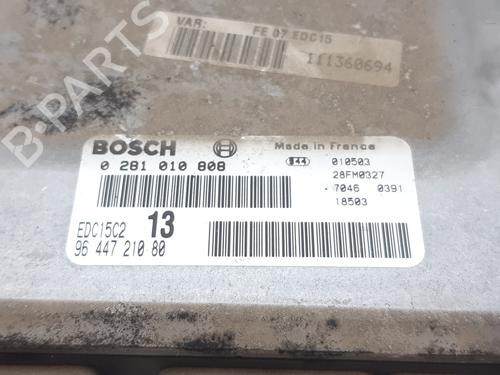 VAR: FE 07 EDC15
111360694
B-PARTS
BOSCH Made in France
0 281 010 808 010503
28FM0327
7046 0391
18503
EDC15C2 13
96 447 210 80